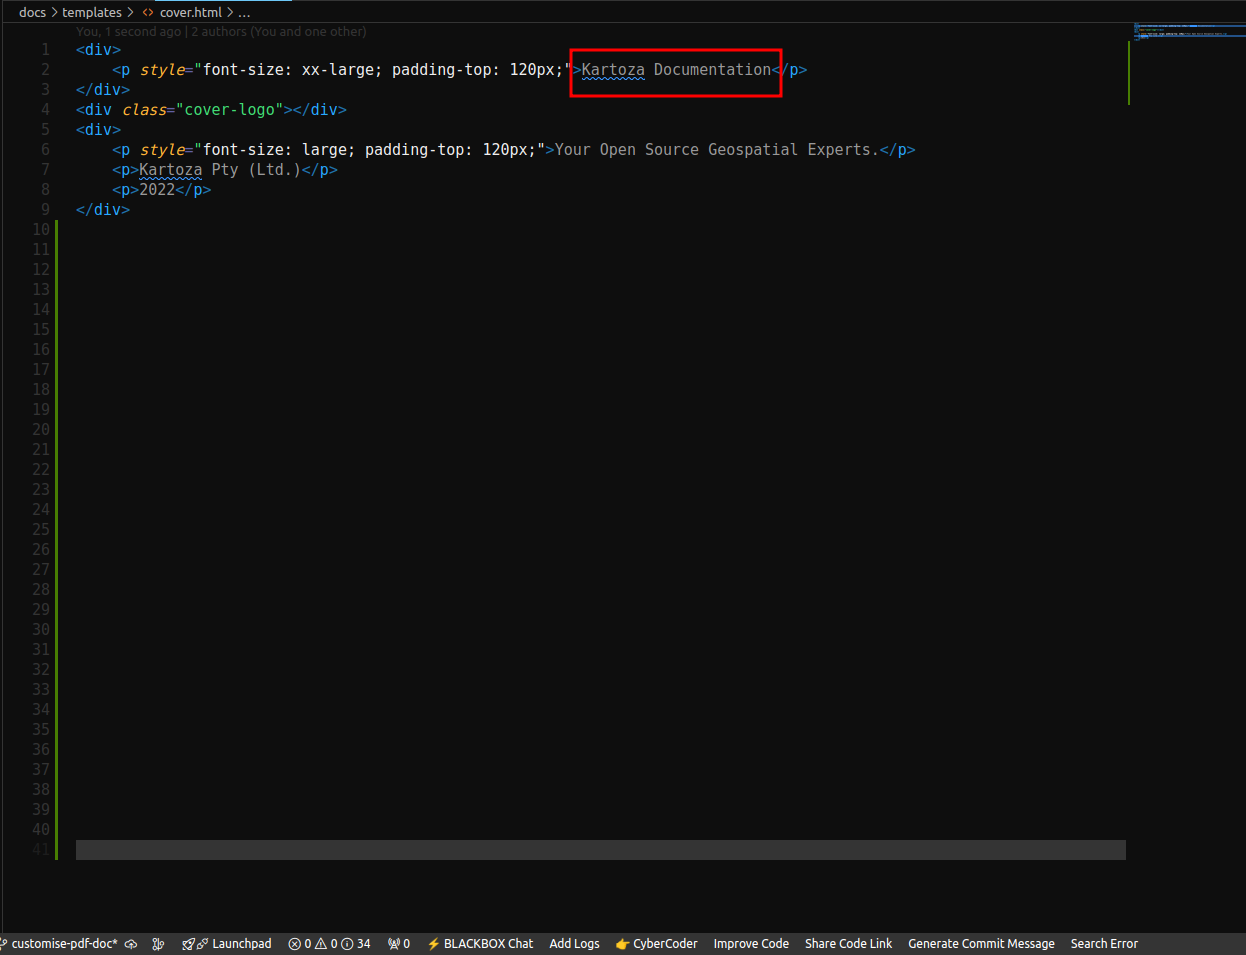 docs > templates > <> cover.html > ...
You, 1 second ago | 2 authors (You and one other)
1 <div>
2 <p style="font-size: xx-large; padding-top: 120px;">Kartoza Documentation</p>
3 </div>
4 <div class="cover-logo"></div>
5 <div>
6 <p style="font-size: large; padding-top: 120px;">Your Open Source Geospatial Experts.</p>
7 <p>Kartoza Pty (Ltd.)</p>
8 <p>2022</p>
9 </div>
10
11
12
13
14
15
16
17
18
19
20
21
22
23
24
25
26
27
28
29
30
31
32
33
34
35
36
37
38
39
40
41
customise-pdf-doc* Launchpad 0 0 34 0 BLACKBOX Chat Add Logs CyberCoder Improve Code Share Code Link Generate Commit Message Search Error